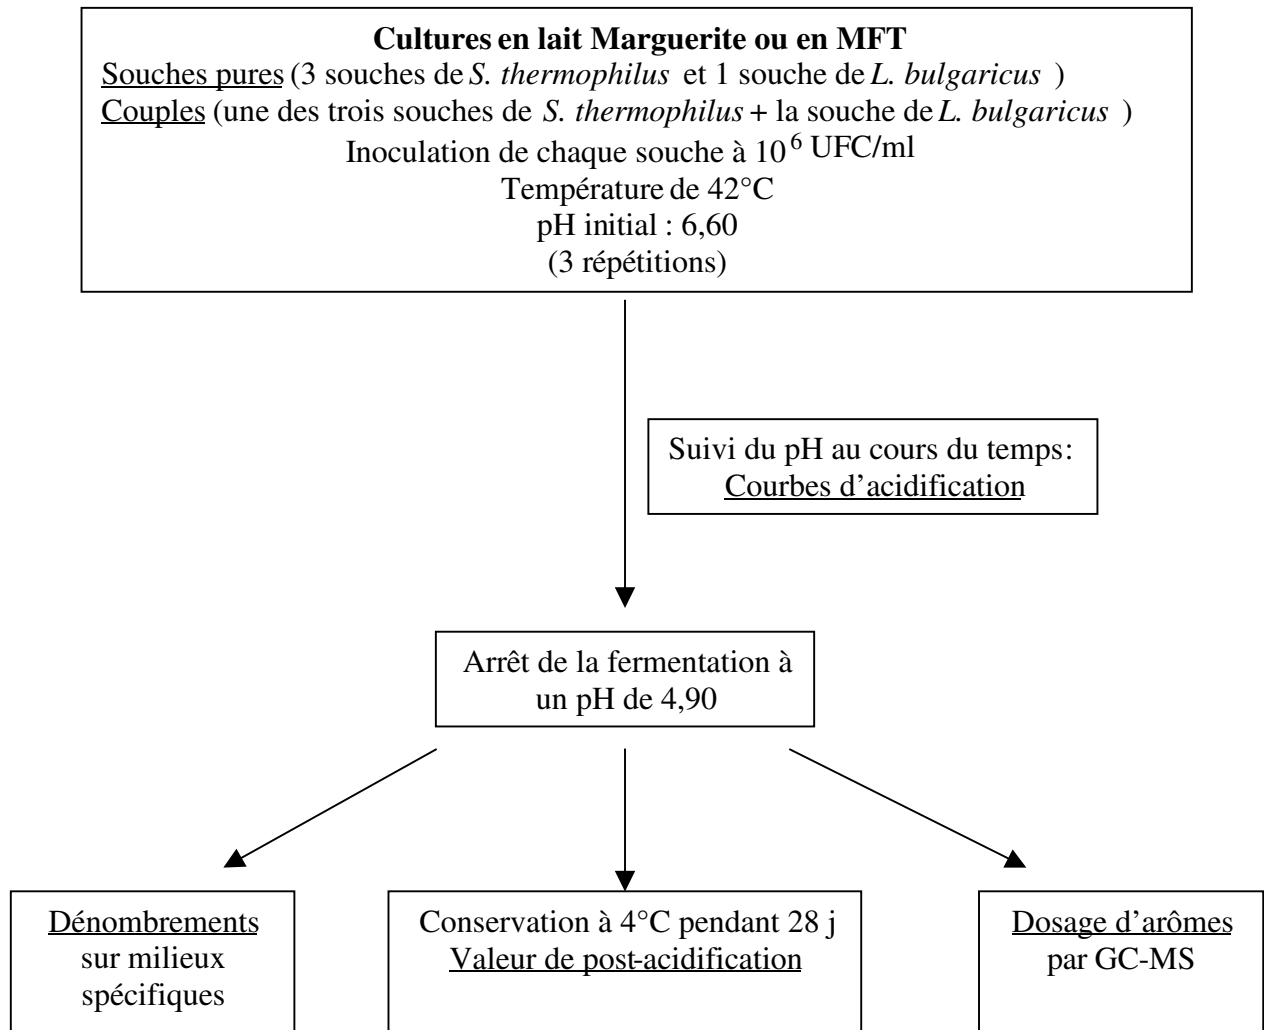 Cultures en lait Marguerite ou en MFT
Souches pures (3 souches de S. thermophilus et 1 souche de L. bulgaricus )
Couples (une des trois souches de S. thermophilus + la souche de L. bulgaricus )
Inoculation de chaque souche à 10⁶ UFC/ml
Température de 42°C
pH initial : 6,60
(3 répétitions)
Suivi du pH au cours du temps:
Courbes d’acidification
Arrêt de la fermentation à
un pH de 4,90
Dénombrements
sur milieux
spécifiques
Conservation à 4°C pendant 28 j
Valeur de post-acidification
Dosage d’arômes
par GC-MS